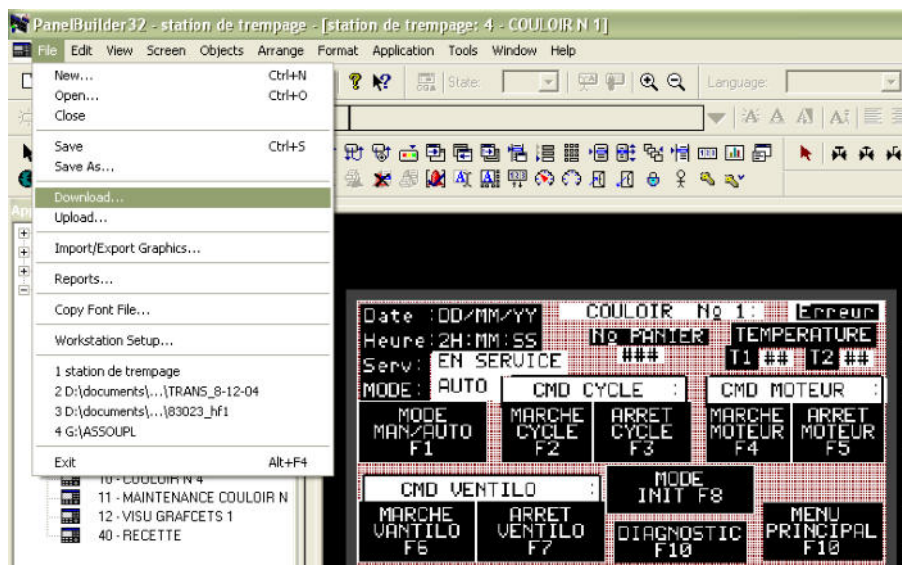 PanelBuilder32 - station de trempage - [station de trempage: 4 - COULOIR N 1]
File Edit View Screen Objects Arrange Format Application Tools Window Help
New... Ctrl+N
Open... Ctrl+O
Close
Save Ctrl+S
Save As...
Download...
Upload...
Import/Export Graphics...
Reports...
Copy Font File...
Workstation Setup...
1 station de trempage
2 D:\documents\...\TRANS_8-12-04
3 D:\documents\...\83023_hf1
4 G:\ASSOUPL
Exit Alt+F4
State:
Language:
10 - COULOIR N 4
11 - MAINTENANCE COULOIR N
12 - VISU GRAFCETS 1
40 - RECETTE
Date :DD/MM/YY COULOIR No 1: Erreur
Heure:2H:MM:SS No PANIER TEMPERATURE
Serv: EN SERVICE ### T1 ## T2 ##
MODE: AUTO CMD CYCLE : CMD MOTEUR :
MODE MARCHE ARRET MARCHE ARRET
MAN/AUTO CYCLE CYCLE MOTEUR MOTEUR
F1 F2 F3 F4 F5
CMD VENTILO : MODE
INIT F8
MARCHE ARRET MENU
VANTILO VENTILO DIAGNOSTIC PRINCIPAL
F6 F7 F10 F10